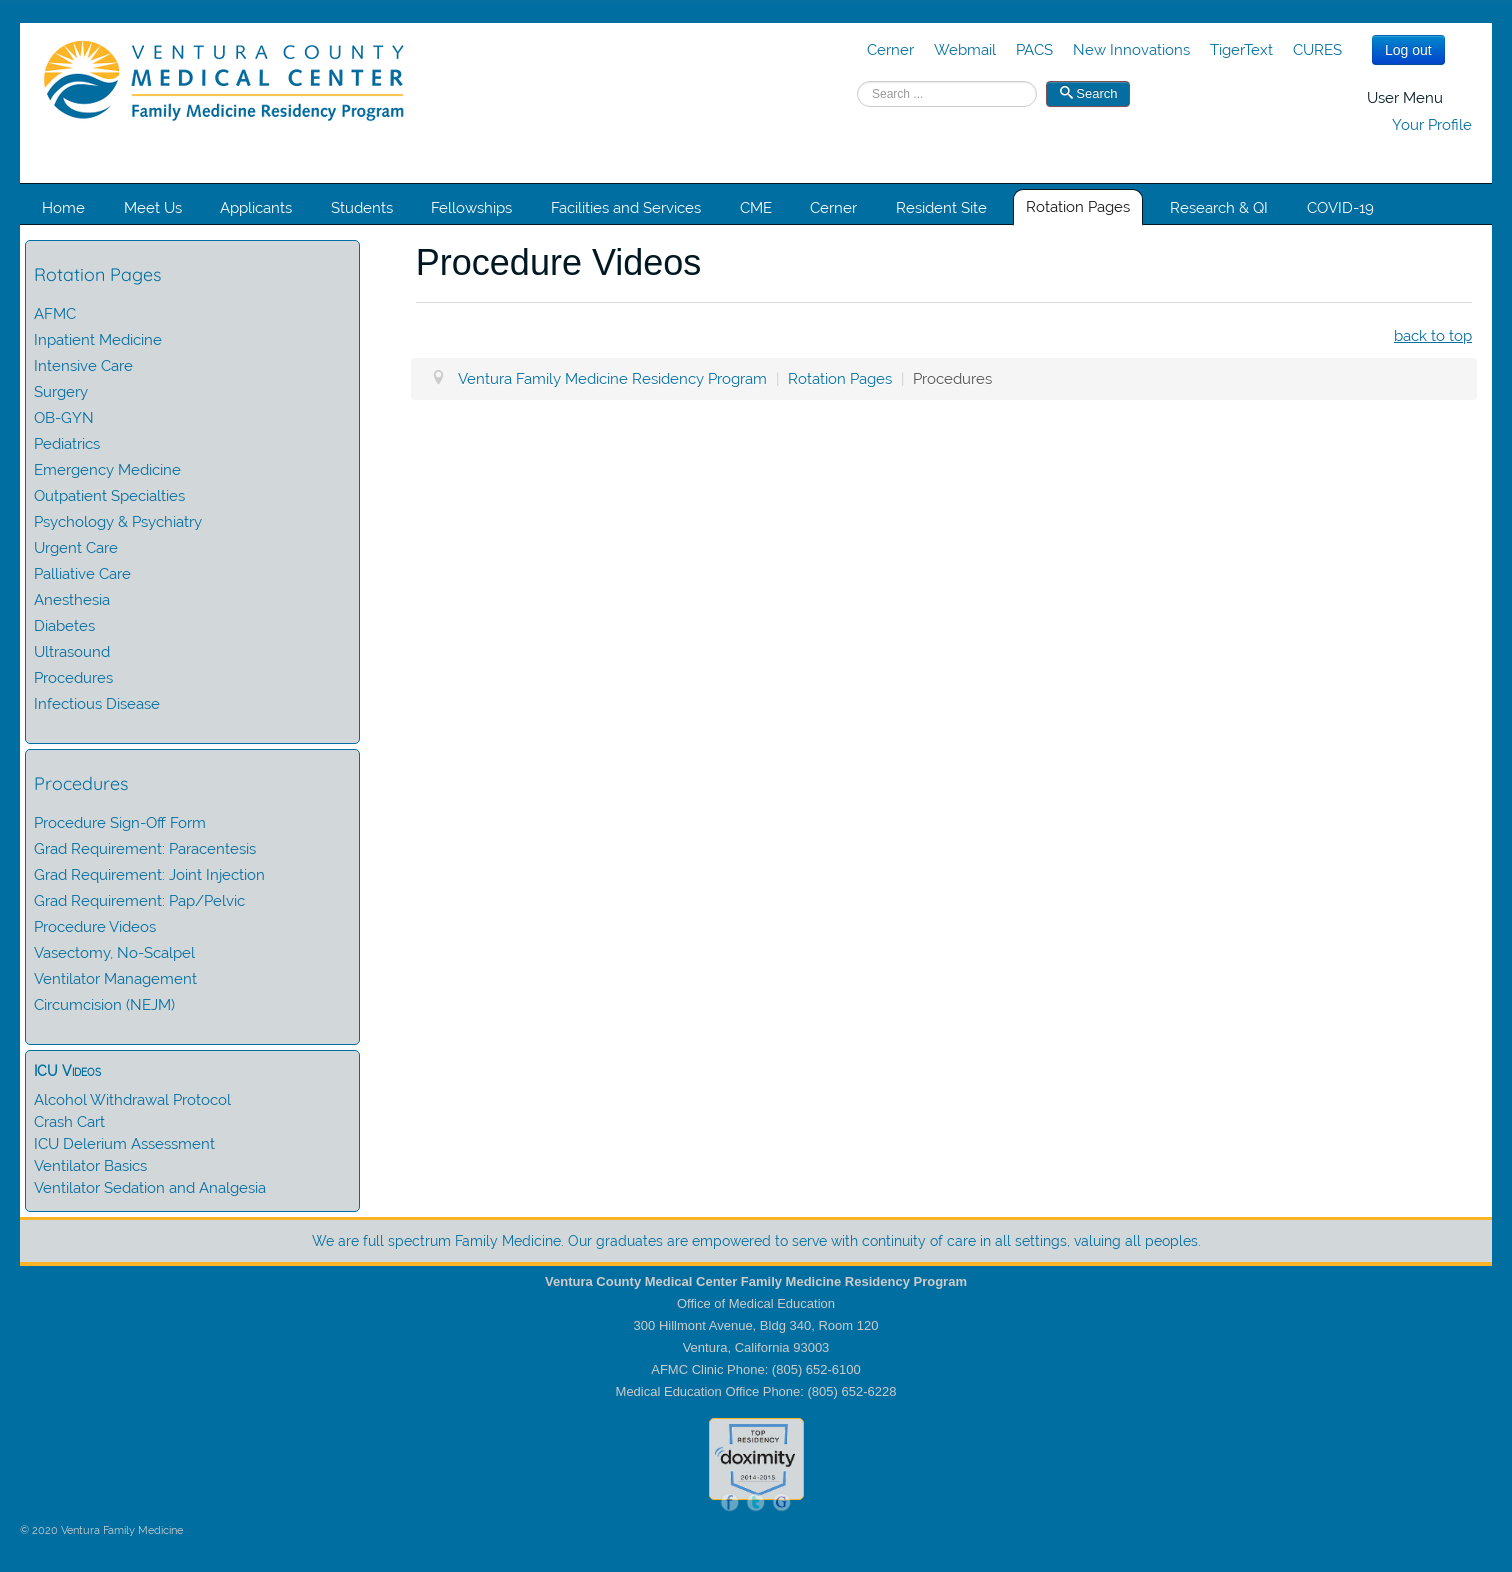 VENTURA COUNTY
MEDICAL CENTER
Family Medicine Residency Program
Cerner Webmail PACS New Innovations TigerText CURES Log out
Search ... Search
User Menu
Your Profile
Home Meet Us Applicants Students Fellowships Facilities and Services CME Cerner Resident Site Rotation Pages Research & QI COVID-19
Rotation Pages
AFMC
Inpatient Medicine
Intensive Care
Surgery
OB-GYN
Pediatrics
Emergency Medicine
Outpatient Specialties
Psychology & Psychiatry
Urgent Care
Palliative Care
Anesthesia
Diabetes
Ultrasound
Procedures
Infectious Disease
Procedures
Procedure Sign-Off Form
Grad Requirement: Paracentesis
Grad Requirement: Joint Injection
Grad Requirement: Pap/Pelvic
Procedure Videos
Vasectomy, No-Scalpel
Ventilator Management
Circumcision (NEJM)
ICU Videos
Alcohol Withdrawal Protocol
Crash Cart
ICU Delerium Assessment
Ventilator Basics
Ventilator Sedation and Analgesia
Procedure Videos
back to top
Ventura Family Medicine Residency Program | Rotation Pages | Procedures
We are full spectrum Family Medicine. Our graduates are empowered to serve with continuity of care in all settings, valuing all peoples.
Ventura County Medical Center Family Medicine Residency Program
Office of Medical Education
300 Hillmont Avenue, Bldg 340, Room 120
Ventura, California 93003
AFMC Clinic Phone: (805) 652-6100
Medical Education Office Phone: (805) 652-6228
TOP
RESIDENCY
doximity
2014-2015
f t G
© 2020 Ventura Family Medicine